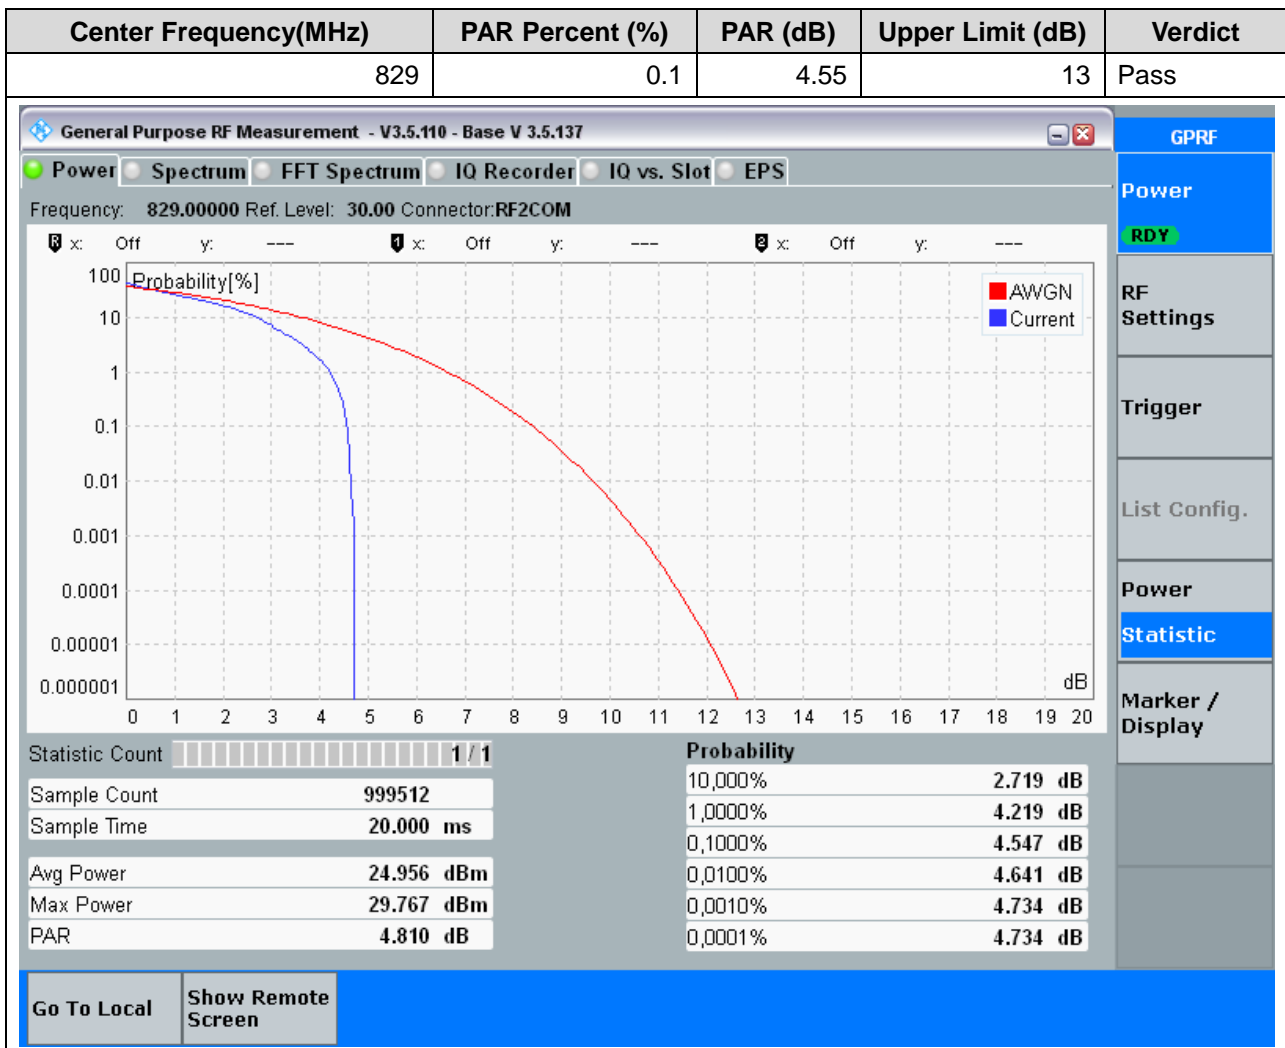 Center Frequency(MHz) PAR Percent (%) PAR (dB) Upper Limit (dB) Verdict
829 0.1 4.55 13 Pass
General Purpose RF Measurement - V3.5.110 - Base V 3.5.137
GPRF
Power Spectrum FFT Spectrum IQ Recorder IQ vs. Slot EPS
Frequency: 829.00000 Ref. Level: 30.00 Connector:RF2COM
R x: Off y: --- 1 x: Off y: --- 2 x: Off y: ---
Probability[%]
AWGN
Current
100
10
1
0.1
0.01
0.001
0.0001
0.00001
0.000001
dB
0 1 2 3 4 5 6 7 8 9 10 11 12 13 14 15 16 17 18 19 20
Statistic Count 1 / 1
Sample Count 999512
Sample Time 20.000 ms
Avg Power 24.956 dBm
Max Power 29.767 dBm
PAR 4.810 dB
Probability
10,000% 2.719 dB
1,0000% 4.219 dB
0,1000% 4.547 dB
0,0100% 4.641 dB
0,0010% 4.734 dB
0,0001% 4.734 dB
Power
RDY
RF
Settings
Trigger
List Config.
Power
Statistic
Marker /
Display
Go To Local
Show Remote
Screen